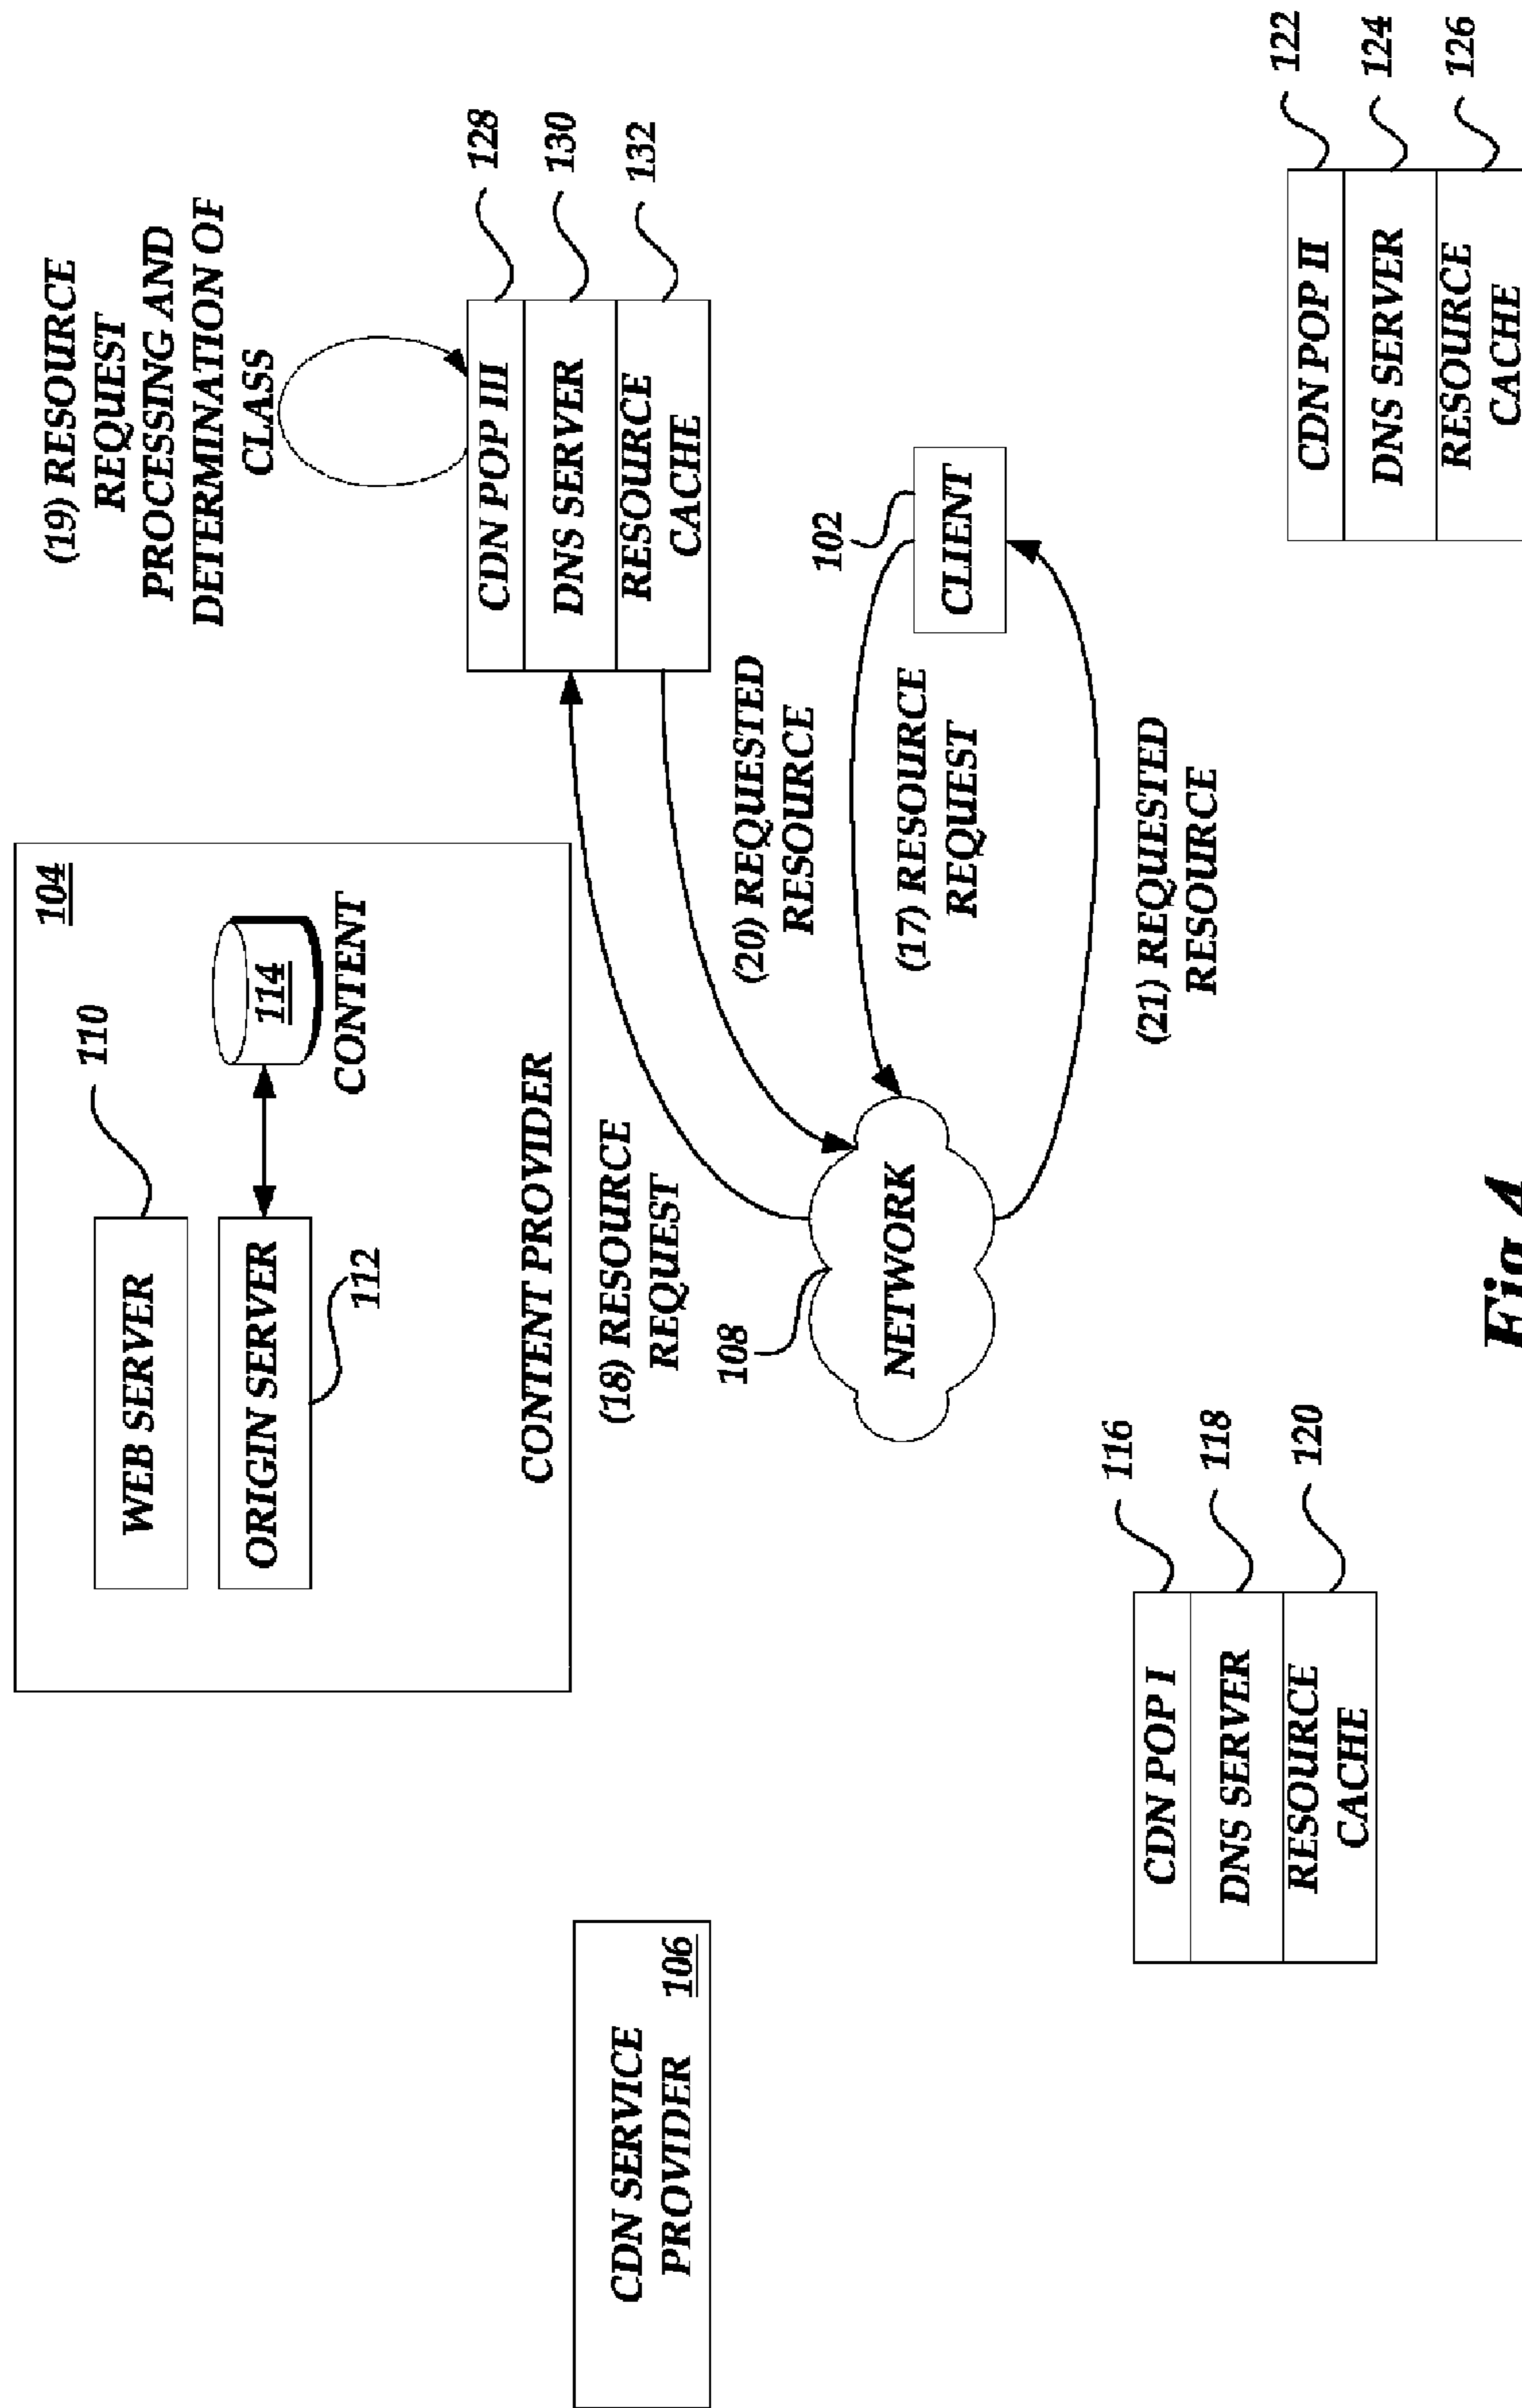 104
WEB SERVER
110
ORIGIN SERVER
112
114
CONTENT
CONTENT PROVIDER
(19) RESOURCE
REQUEST
PROCESSING AND
DETERMINATION OF
CLASS
CDN SERVICE
PROVIDER
106
CDN POP III
128
DNS SERVER
130
RESOURCE
CACHE
132
(18) RESOURCE
REQUEST
(20) REQUESTED
RESOURCE
108
NETWORK
(17) RESOURCE
REQUEST
102
CLIENT
(21) REQUESTED
RESOURCE
CDN POP I
116
DNS SERVER
118
RESOURCE
CACHE
120
CDN POP II
122
DNS SERVER
124
RESOURCE
CACHE
126
Fig.4.